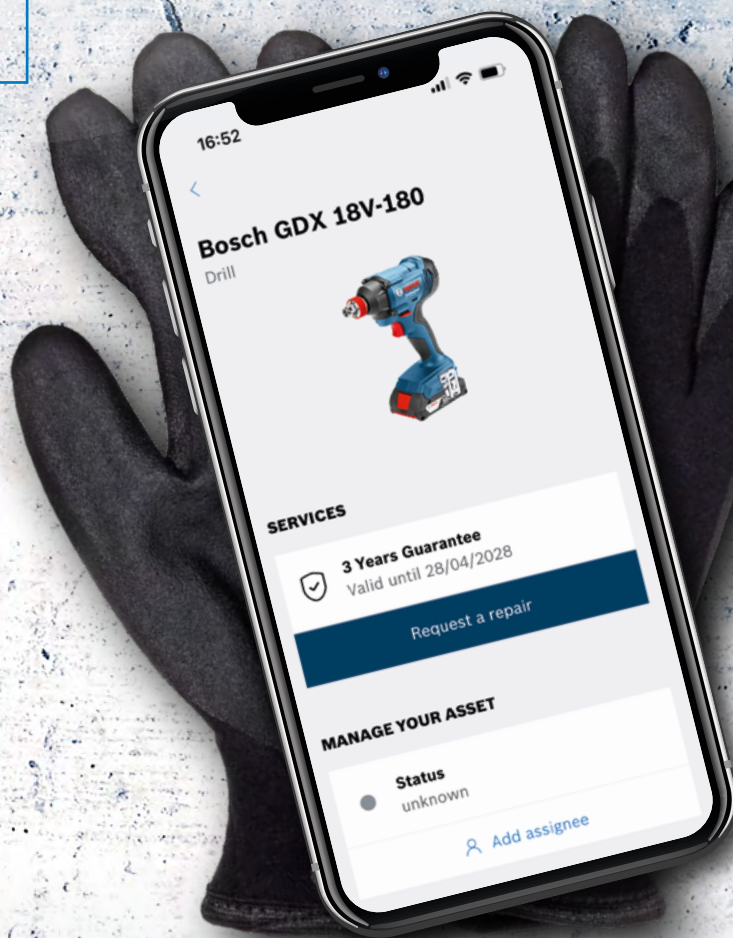 16:52
Bosch GDX 18V-180
Drill
SERVICES
3 Years Guarantee
Valid until 28/04/2028
Request a repair
MANAGE YOUR ASSET
Status
unknown
Add assignee